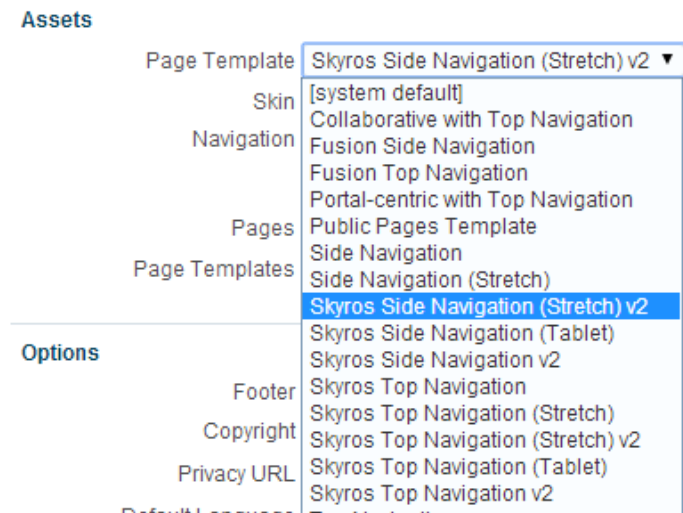 Assets
Page Template Skyros Side Navigation (Stretch) v2
Skin [system default]
Collaborative with Top Navigation
Navigation Fusion Side Navigation
Fusion Top Navigation
Portal-centric with Top Navigation
Pages Public Pages Template
Side Navigation
Page Templates Side Navigation (Stretch)
Skyros Side Navigation (Stretch) v2
Skyros Side Navigation (Tablet)
Options Skyros Side Navigation v2
Footer Skyros Top Navigation
Skyros Top Navigation (Stretch)
Copyright Skyros Top Navigation (Stretch) v2
Privacy URL Skyros Top Navigation (Tablet)
Skyros Top Navigation v2
Default Language